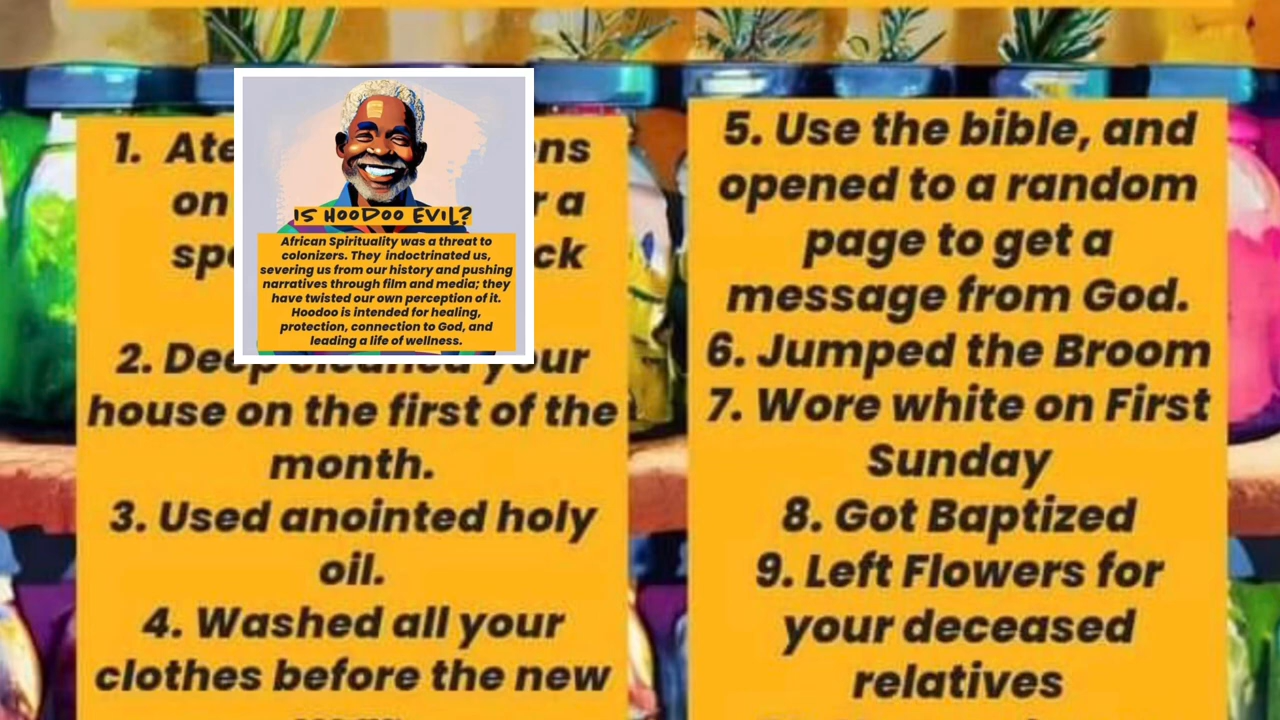 1. Ate
ens
on
r a
spe
ck
IS HOODOO EVIL?
African Spirituality was a threat to
colonizers. They indoctrinated us,
severing us from our history and pushing
narratives through film and media; they
have twisted our own perception of it.
Hoodoo is intended for healing,
protection, connection to God, and
leading a life of wellness.
2. Deep cleaned your
house on the first of the
month.
3. Used anointed holy
oil.
4. Washed all your
clothes before the new
5. Use the bible, and
opened to a random
page to get a
message from God.
6. Jumped the Broom
7. Wore white on First
Sunday
8. Got Baptized
9. Left Flowers for
your deceased
relatives